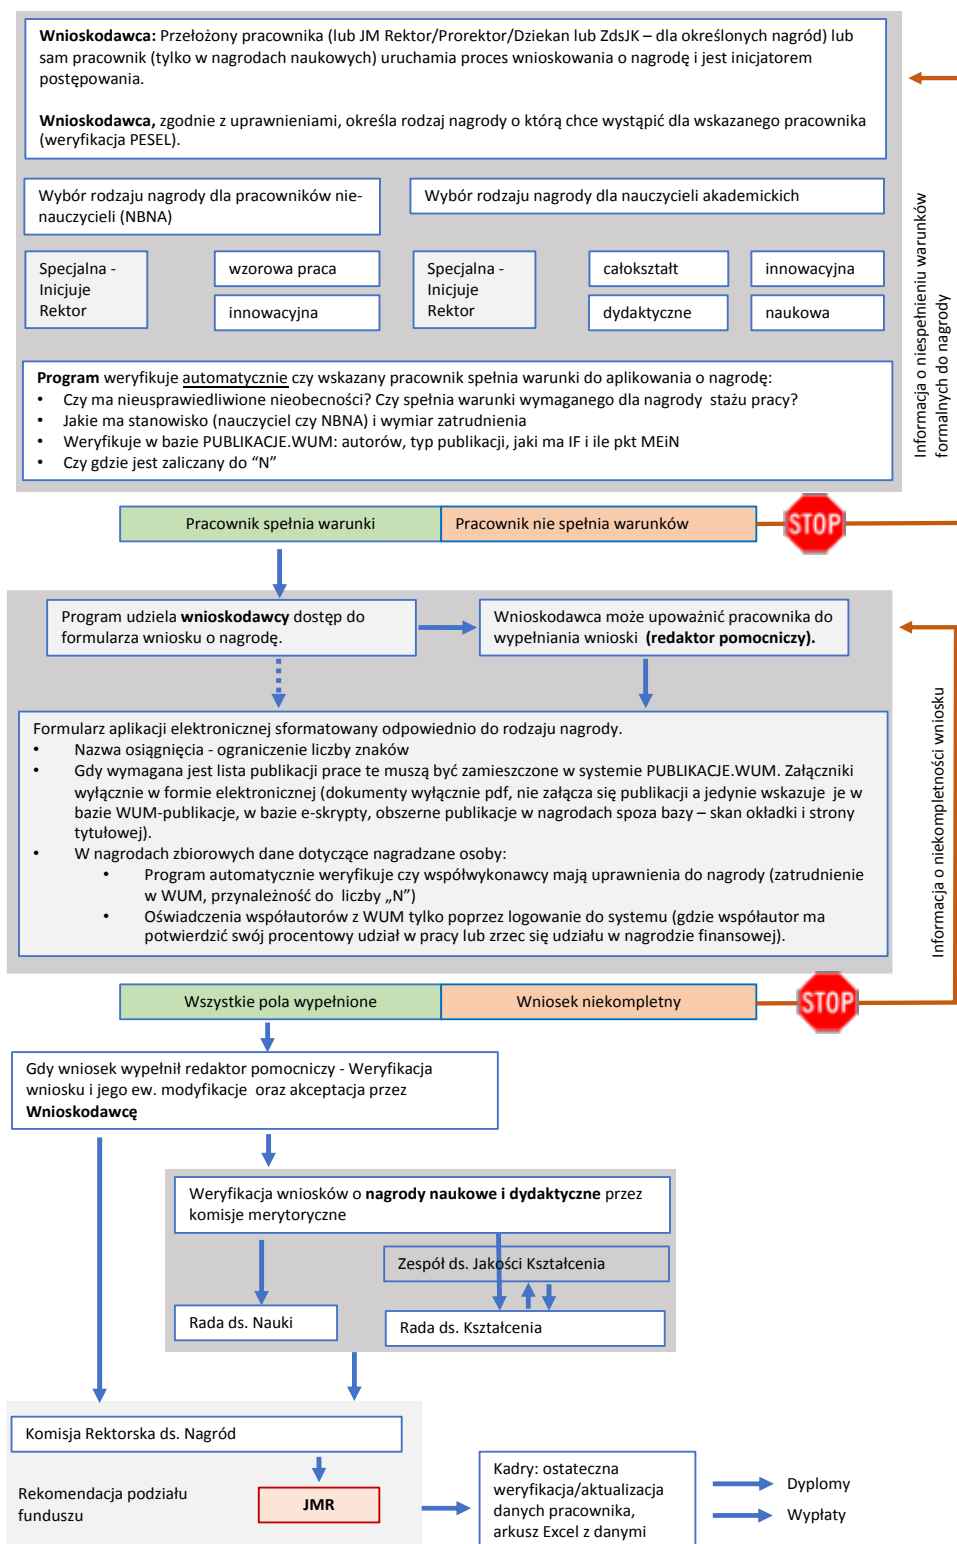 Wnioskodawca: Przełożony pracownika (lub JM Rektor/Prorektor/Dziekan lub ZdsJK – dla określonych nagród) lub
sam pracownik (tylko w nagrodach naukowych) uruchamia proces wnioskowania o nagrodę i jest inicjatorem
postępowania.
Wnioskodawca, zgodnie z uprawnieniami, określa rodzaj nagrody o którą chce wystąpić dla wskazanego pracownika
(weryfikacja PESEL).
Wybór rodzaju nagrody dla pracowników nie-
nauczycieli (NBNA)
Wybór rodzaju nagrody dla nauczycieli akademickich
Specjalna -
Inicjuje
Rektor
wzorowa praca
innowacyjna
Specjalna -
Inicjuje
Rektor
całokształt
innowacyjna
dydaktyczne
naukowa
Informacja o niespełnieniu warunków
formalnych do nagrody
Program weryfikuje automatycznie czy wskazany pracownik spełnia warunki do aplikowania o nagrodę:
• Czy ma nieusprawiedliwione nieobecności? Czy spełnia warunki wymaganego dla nagrody stażu pracy?
• Jakie ma stanowisko (nauczyciel czy NBNA) i wymiar zatrudnienia
• Weryfikuje w bazie PUBLIKACJE.WUM: autorów, typ publikacji, jaki ma IF i ile pkt MEiN
• Czy gdzie jest zaliczany do “N”
Pracownik spełnia warunki
Pracownik nie spełnia warunków
STOP
Program udziela wnioskodawcy dostęp do
formularza wniosku o nagrodę.
Wnioskodawca może upoważnić pracownika do
wypełniania wnioski (redaktor pomocniczy).
Formularz aplikacji elektronicznej sformatowany odpowiednio do rodzaju nagrody.
• Nazwa osiągnięcia - ograniczenie liczby znaków
• Gdy wymagana jest lista publikacji prace te muszą być zamieszczone w systemie PUBLIKACJE.WUM. Załączniki
wyłącznie w formie elektronicznej (dokumenty wyłącznie pdf, nie załącza się publikacji a jedynie wskazuje je w
bazie WUM-publikacje, w bazie e-skrypty, obszerne publikacje w nagrodach spoza bazy – skan okładki i strony
tytułowej).
• W nagrodach zbiorowych dane dotyczące nagradzane osoby:
• Program automatycznie weryfikuje czy współwykonawcy mają uprawnienia do nagrody (zatrudnienie
w WUM, przynależność do liczby „N”)
• Oświadczenia współautorów z WUM tylko poprzez logowanie do systemu (gdzie współautor ma
potwierdzić swój procentowy udział w pracy lub zrzec się udziału w nagrodzie finansowej).
Informacja o niekompletności wniosku
Wszystkie pola wypełnione
Wniosek niekompletny
STOP
Gdy wniosek wypełnił redaktor pomocniczy - Weryfikacja
wniosku i jego ew. modyfikacje oraz akceptacja przez
Wnioskodawcę
Weryfikacja wniosków o nagrody naukowe i dydaktyczne przez
komisje merytoryczne
Zespół ds. Jakości Kształcenia
Rada ds. Nauki
Rada ds. Kształcenia
Komisja Rektorska ds. Nagród
Rekomendacja podziału
funduszu
JMR
Kadry: ostateczna
weryfikacja/aktualizacja
danych pracownika,
arkusz Excel z danymi
Dyplomy
Wypłaty